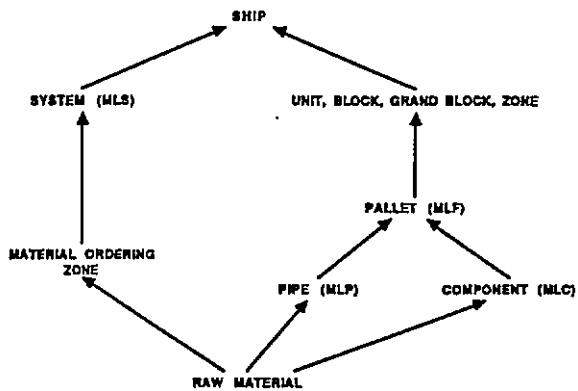 SHIP
SYSTEM (MLS)
UNIT, BLOCK, GRAND BLOCK, ZONE
PALLET (MLF)
MATERIAL ORDERING
ZONE
PIPE (MLP)
COMPONENT (MLC)
RAW MATERIAL